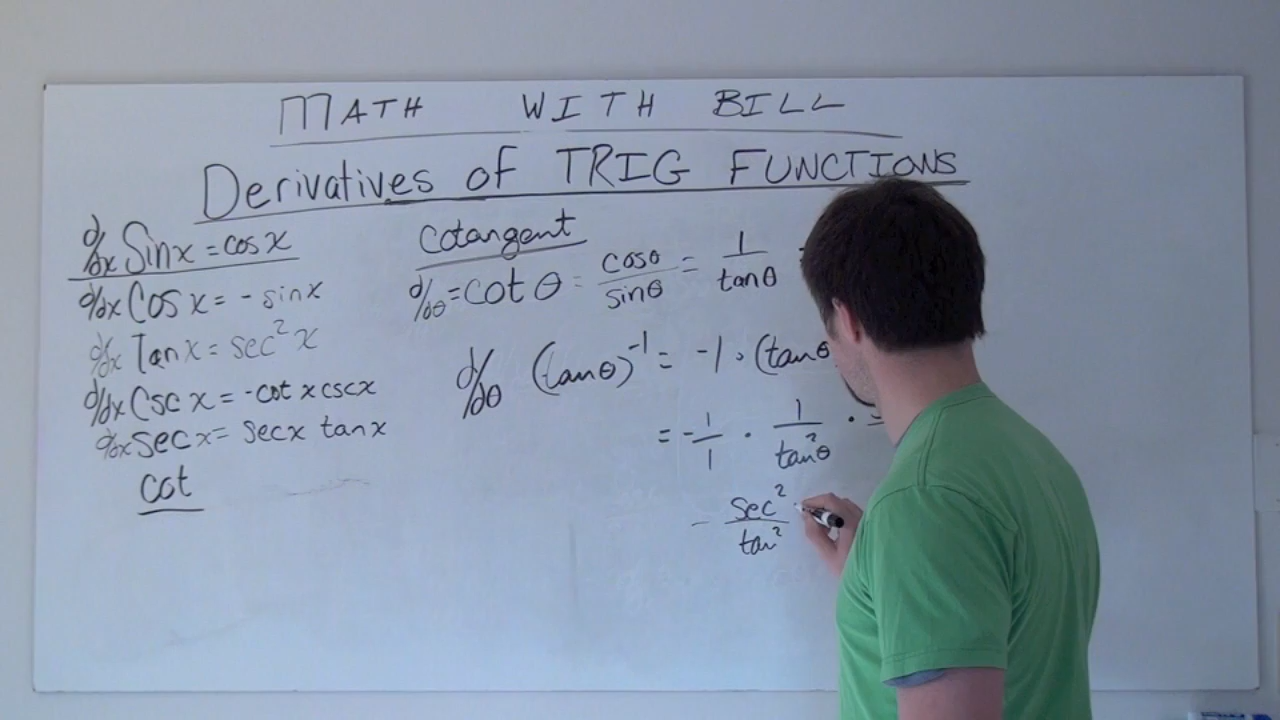 MATH WITH BILL
Derivatives of TRIG FUNCTIONS
d/dx Sin x = cos x
d/dx Cos x = - sin x
d/dx Tan x = sec² x
d/dx Csc x = -cot x csc x
d/dx sec x = sec x tan x
cot
cotangent
d/dθ = cot θ = cosθ/sinθ = 1/tanθ
d/dθ (tanθ)⁻¹ = -1 · (tanθ
= -1/1 · 1/tan²θ ·
- sec²/tan²